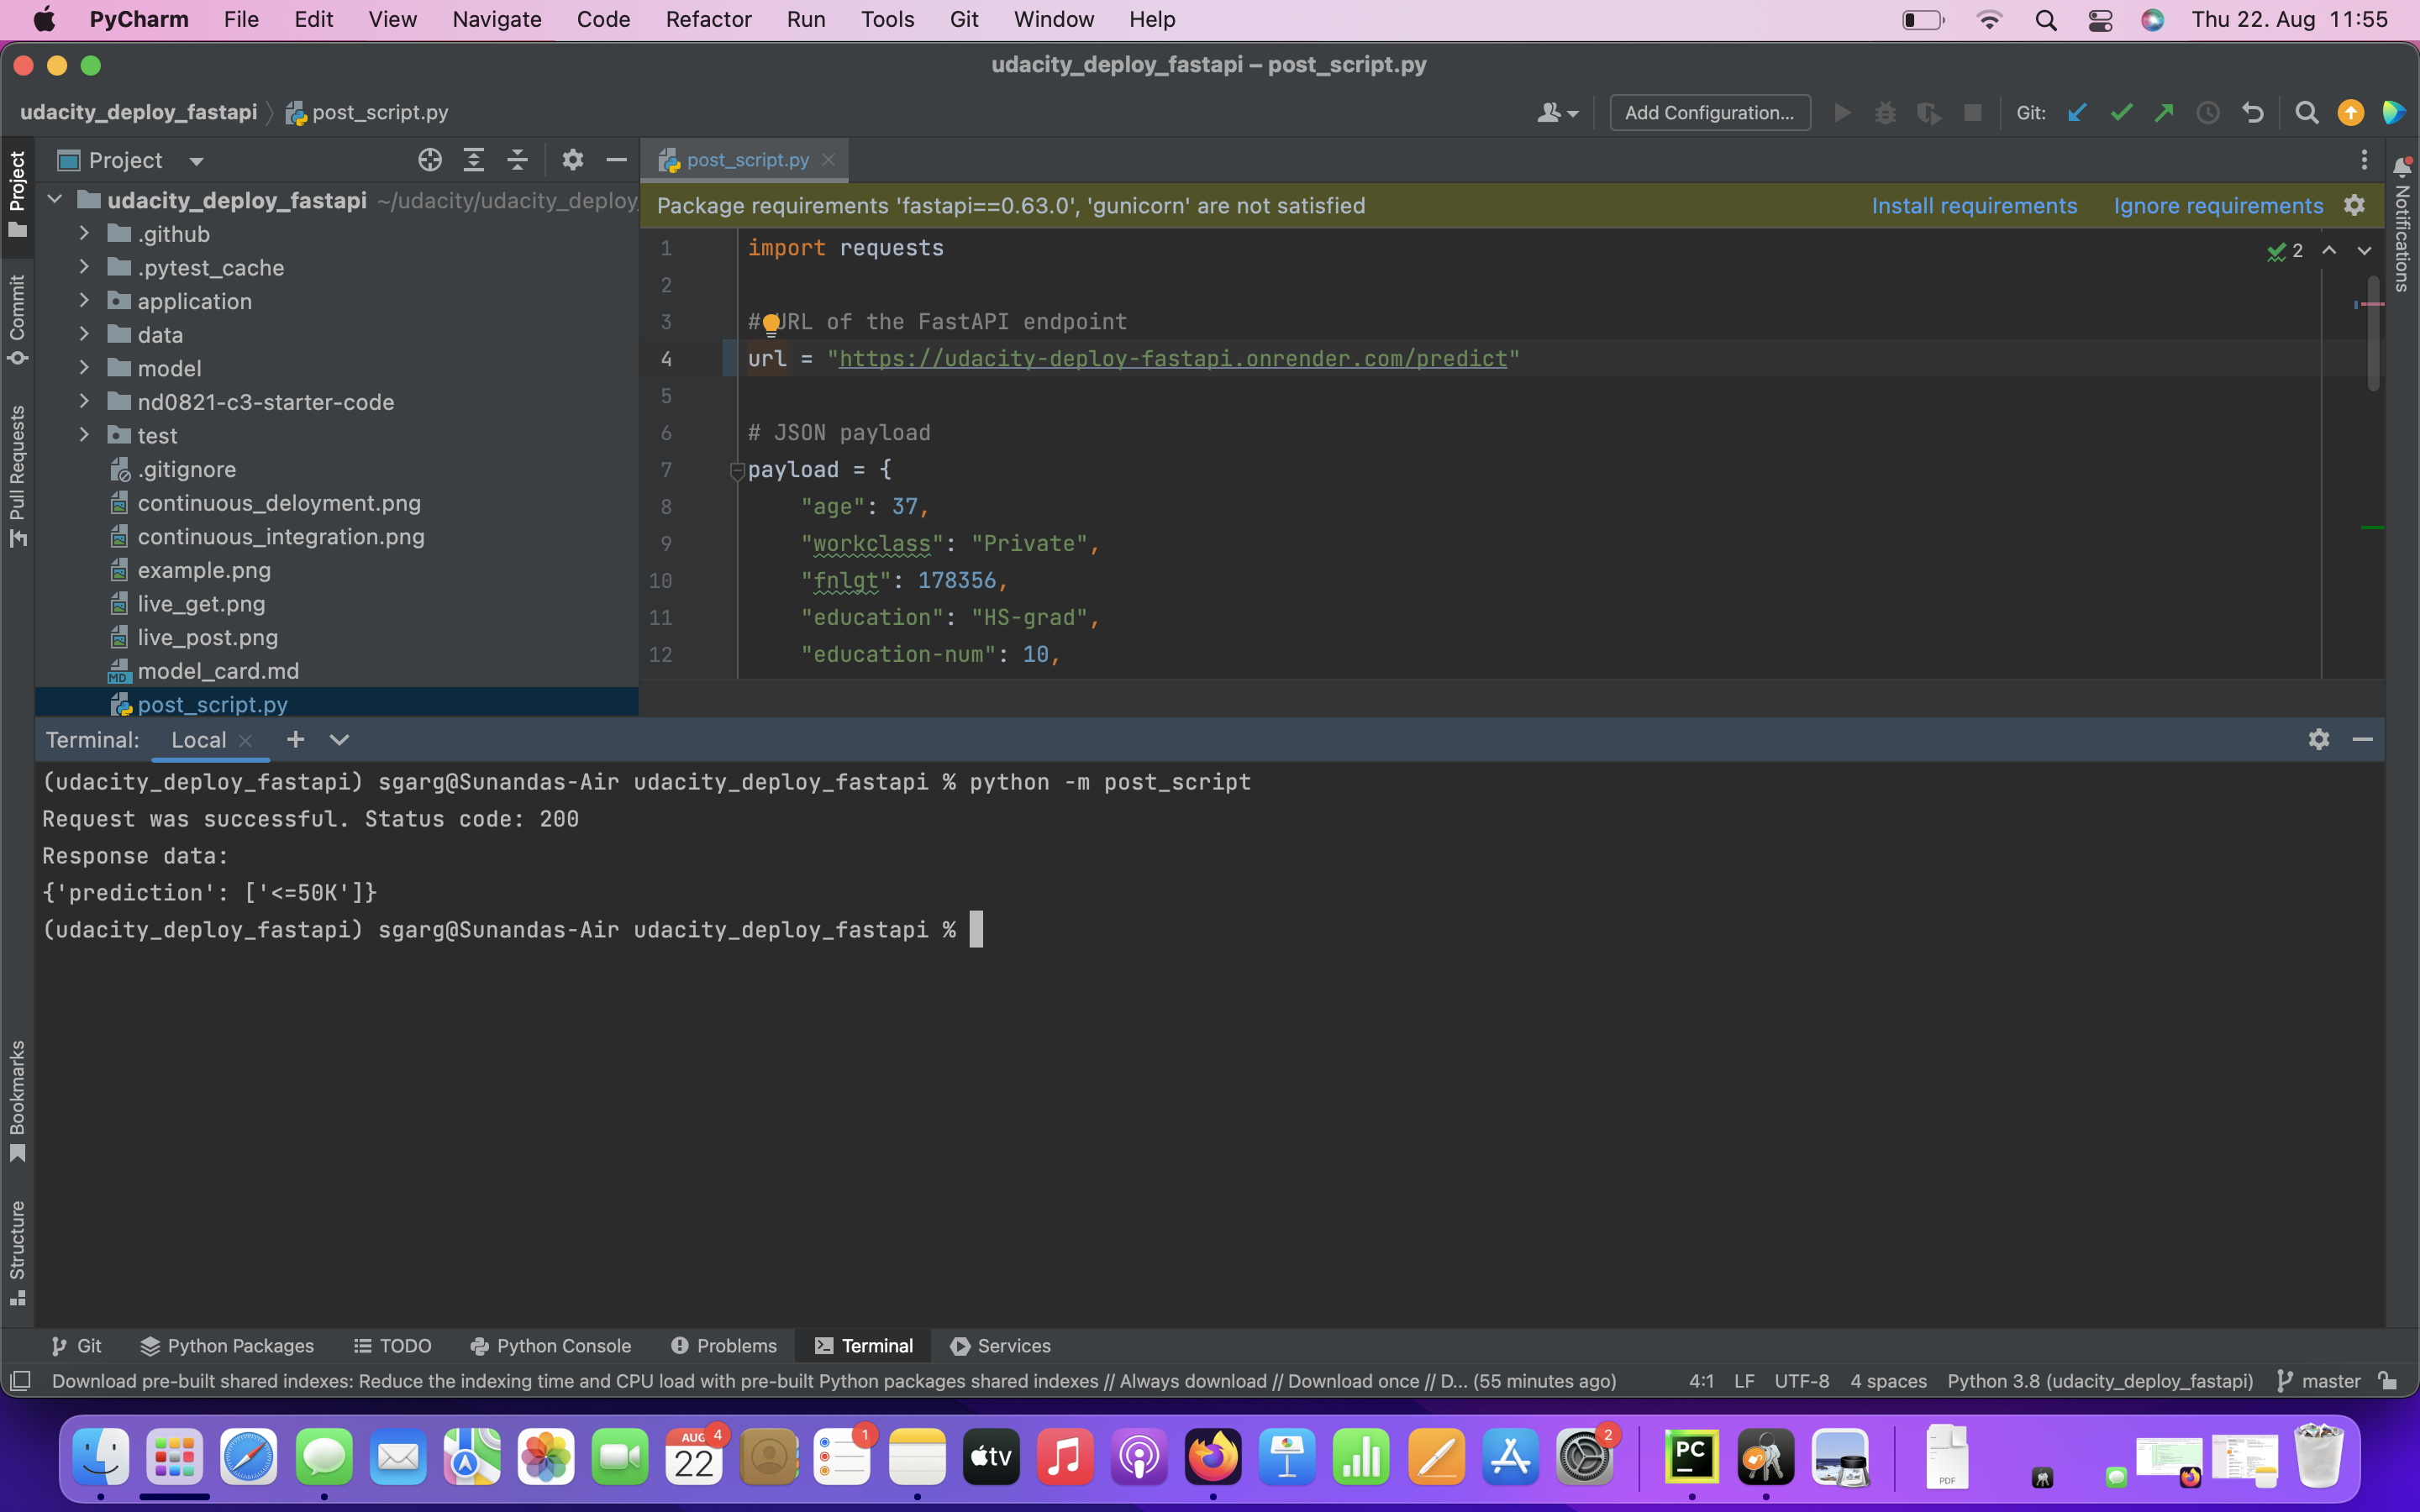 PyCharm File Edit View Navigate Code Refactor Run Tools Git Window Help Thu 22. Aug 11:55
udacity_deploy_fastapi – post_script.py
udacity_deploy_fastapi post_script.py Add Configuration... Git:
Project
Project
Commit
Pull Requests
Bookmarks
Structure
udacity_deploy_fastapi ~/udacity/udacity_deploy_
.github
.pytest_cache
application
data
model
nd0821-c3-starter-code
test
.gitignore
continuous_deloyment.png
continuous_integration.png
example.png
live_get.png
live_post.png
model_card.md
post_script.py
post_script.py
Package requirements 'fastapi==0.63.0', 'gunicorn' are not satisfied Install requirements Ignore requirements
Notifications
2
1 import requests
2
3 # URL of the FastAPI endpoint
4 url = "https://udacity-deploy-fastapi.onrender.com/predict"
5
6 # JSON payload
7 payload = {
8 "age": 37,
9 "workclass": "Private",
10 "fnlgt": 178356,
11 "education": "HS-grad",
12 "education-num": 10,
Terminal: Local
(udacity_deploy_fastapi) sgarg@Sunandas-Air udacity_deploy_fastapi % python -m post_script
Request was successful. Status code: 200
Response data:
{'prediction': ['<=50K']}
(udacity_deploy_fastapi) sgarg@Sunandas-Air udacity_deploy_fastapi %
Git Python Packages TODO Python Console Problems Terminal Services
Download pre-built shared indexes: Reduce the indexing time and CPU load with pre-built Python packages shared indexes // Always download // Download once // D... (55 minutes ago) 4:1 LF UTF-8 4 spaces Python 3.8 (udacity_deploy_fastapi) master
AUG 22 4 1 tv 2 PC PDF